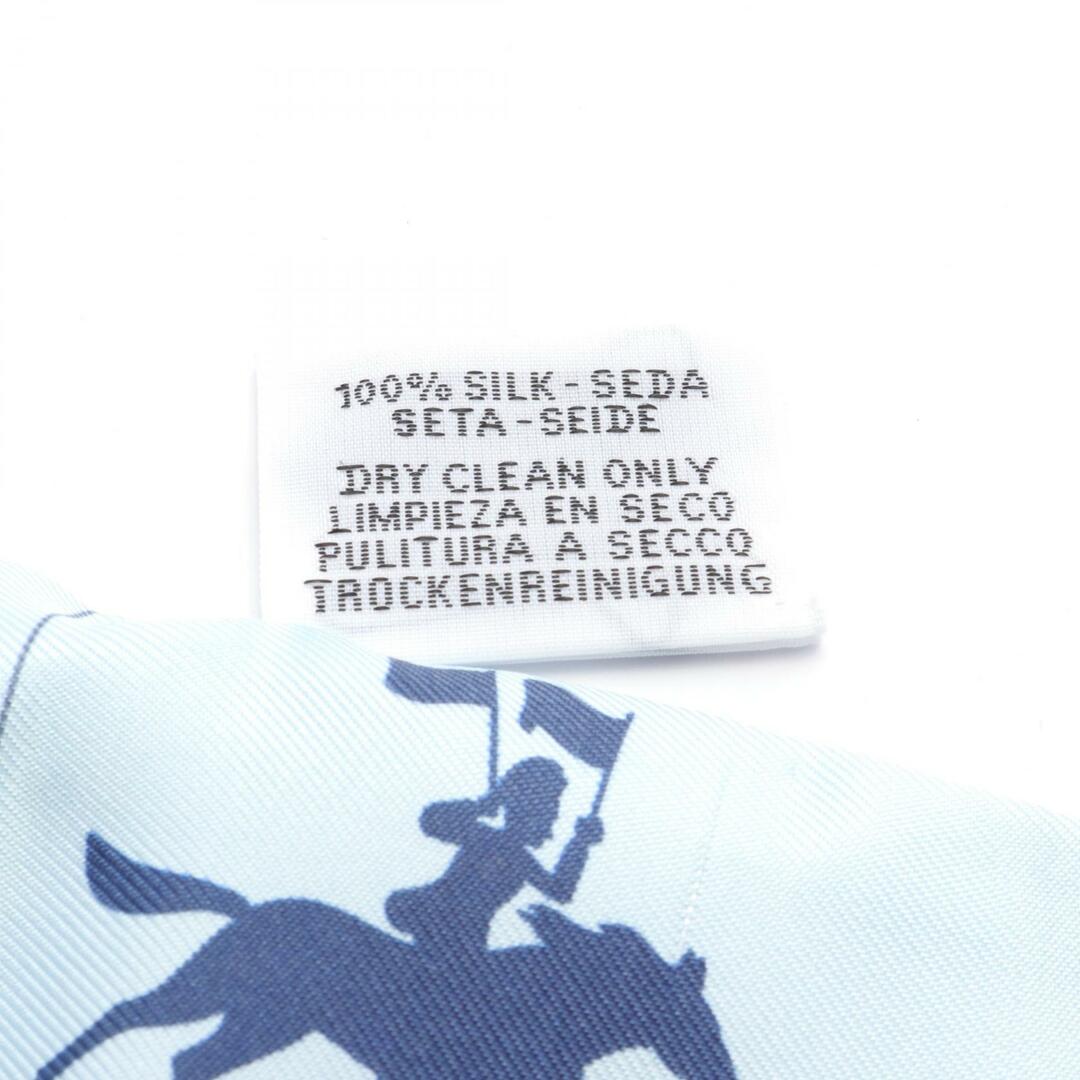 100% SILK - SEDA
SETA - SEIDE
DRY CLEAN ONLY
LIMPIEZA EN SECO
PULITURA A SECCO
TROCKENREINIGUNG